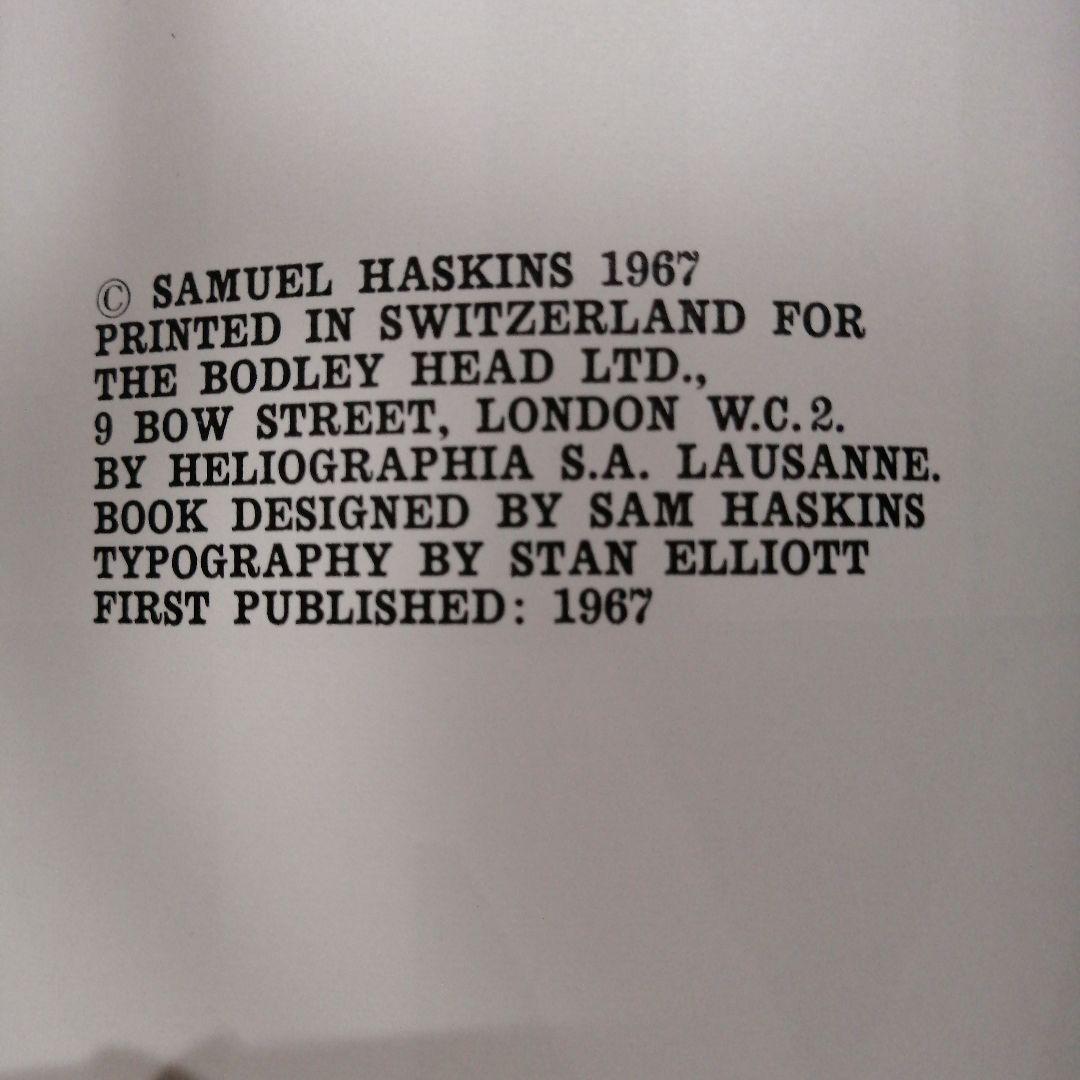 © SAMUEL HASKINS 1967
PRINTED IN SWITZERLAND FOR
THE BODLEY HEAD LTD.,
9 BOW STREET, LONDON W.C.2.
BY HELIOGRAPHIA S.A. LAUSANNE.
BOOK DESIGNED BY SAM HASKINS
TYPOGRAPHY BY STAN ELLIOTT
FIRST PUBLISHED: 1967